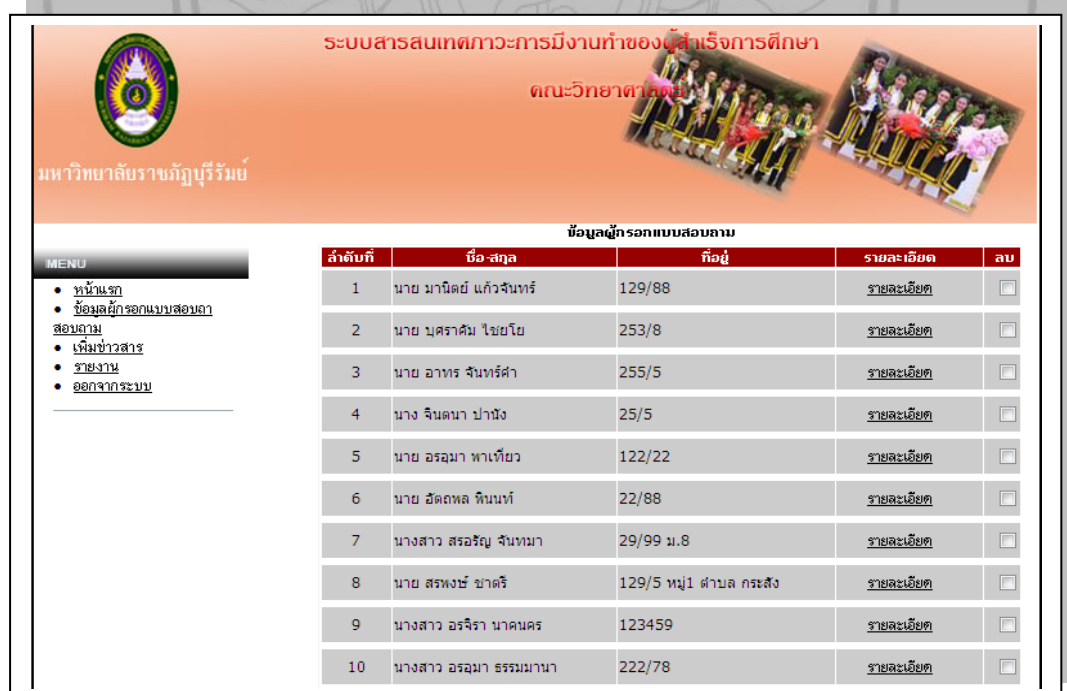 ระบบสารสนเทศภาวะการมีงานทำของผู้สำเร็จการศึกษา
คณะวิทยาศาสตร์
มหาวิทยาลัยราชภัฏบุรีรัมย์
ข้อมูลผู้กรอกแบบสอบถาม
MENU
หน้าแรก
ข้อมูลผู้กรอกแบบสอบถา
สอบถาม
เพิ่มข่าวสาร
รายงาน
ออกจากระบบ
ลำดับที่ ชื่อ-สกุล ที่อยู่ รายละเอียด ลบ
1 นาย มานิตย์ แก้วจันทร์ 129/88 รายละเอียด
2 นาย บุศราคัม ไชยโย 253/8 รายละเอียด
3 นาย อาทร จันทร์ศำ 255/5 รายละเอียด
4 นาง จินตนา ปานัง 25/5 รายละเอียด
5 นาย อรอุมา พาเที่ยว 122/22 รายละเอียด
6 นาย อัตถพล พินนท์ 22/88 รายละเอียด
7 นางสาว สรอรัญ จันทมา 29/99 ม.8 รายละเอียด
8 นาย สรพงษ์ ชาตรี 129/5 หมู่1 ตำบล กระสัง รายละเอียด
9 นางสาว อรจิรา นาคนคร 123459 รายละเอียด
10 นางสาว อรอุมา ธรรมมานา 222/78 รายละเอียด